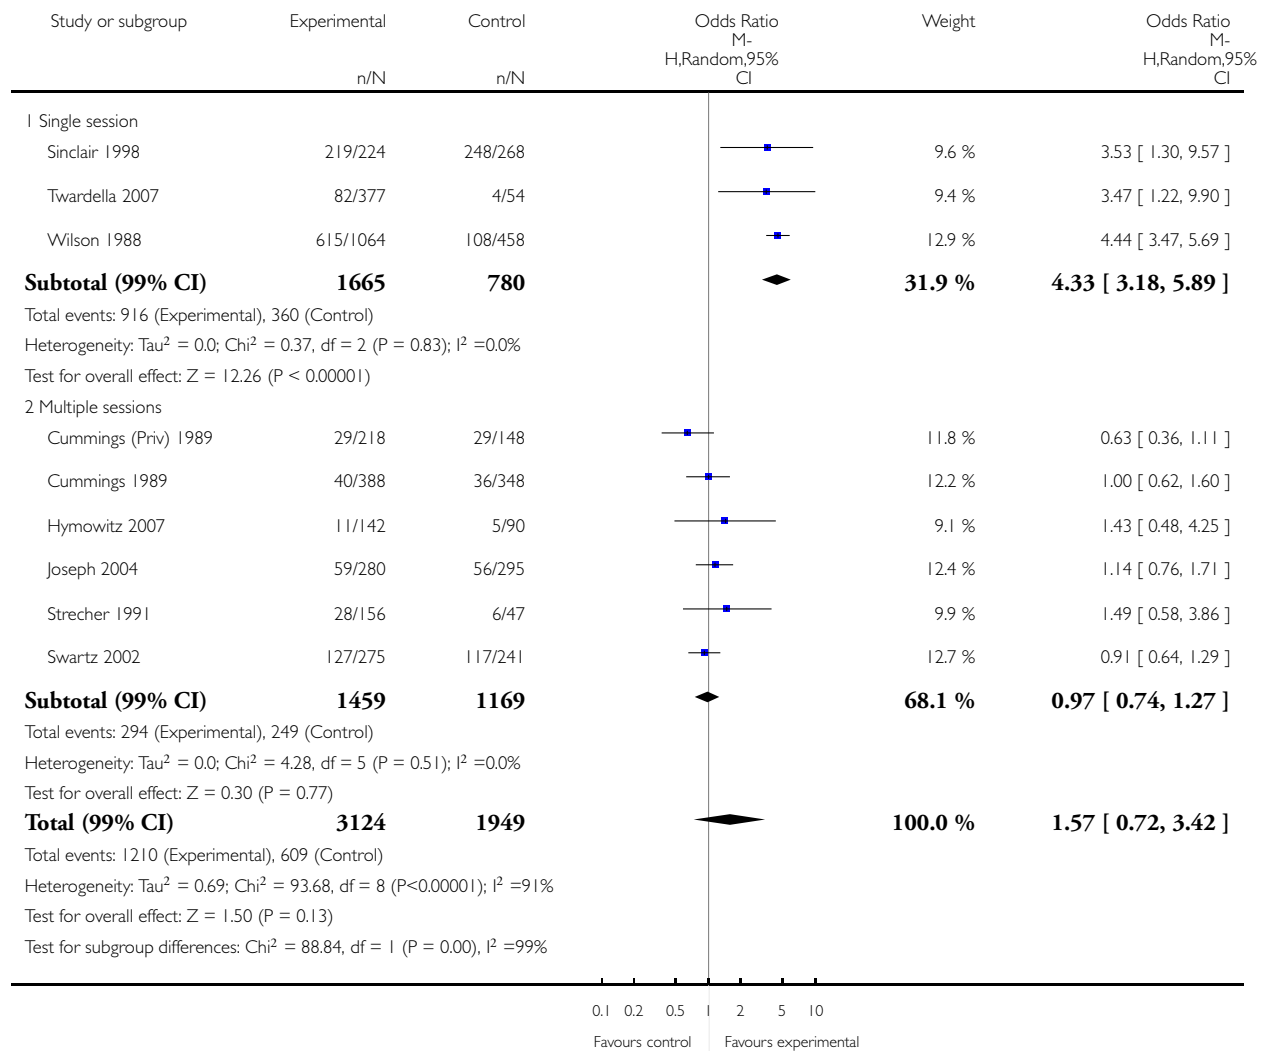 Study or subgroup Experimental Control Odds Ratio Weight Odds Ratio
M- M-
H,Random,95% H,Random,95%
n/N n/N CI CI
1 Single session
Sinclair 1998 219/224 248/268 9.6 % 3.53 [ 1.30, 9.57 ]
Twardella 2007 82/377 4/54 9.4 % 3.47 [ 1.22, 9.90 ]
Wilson 1988 615/1064 108/458 12.9 % 4.44 [ 3.47, 5.69 ]
Subtotal (99% CI) 1665 780 31.9 % 4.33 [ 3.18, 5.89 ]
Total events: 916 (Experimental), 360 (Control)
Heterogeneity: Tau² = 0.0; Chi² = 0.37, df = 2 (P = 0.83); I² =0.0%
Test for overall effect: Z = 12.26 (P < 0.00001)
2 Multiple sessions
Cummings (Priv) 1989 29/218 29/148 11.8 % 0.63 [ 0.36, 1.11 ]
Cummings 1989 40/388 36/348 12.2 % 1.00 [ 0.62, 1.60 ]
Hymowitz 2007 11/142 5/90 9.1 % 1.43 [ 0.48, 4.25 ]
Joseph 2004 59/280 56/295 12.4 % 1.14 [ 0.76, 1.71 ]
Strecher 1991 28/156 6/47 9.9 % 1.49 [ 0.58, 3.86 ]
Swartz 2002 127/275 117/241 12.7 % 0.91 [ 0.64, 1.29 ]
Subtotal (99% CI) 1459 1169 68.1 % 0.97 [ 0.74, 1.27 ]
Total events: 294 (Experimental), 249 (Control)
Heterogeneity: Tau² = 0.0; Chi² = 4.28, df = 5 (P = 0.51); I² =0.0%
Test for overall effect: Z = 0.30 (P = 0.77)
Total (99% CI) 3124 1949 100.0 % 1.57 [ 0.72, 3.42 ]
Total events: 1210 (Experimental), 609 (Control)
Heterogeneity: Tau² = 0.69; Chi² = 93.68, df = 8 (P<0.00001); I² =91%
Test for overall effect: Z = 1.50 (P = 0.13)
Test for subgroup differences: Chi² = 88.84, df = 1 (P = 0.00), I² =99%
0.1 0.2 0.5 1 2 5 10
Favours control Favours experimental